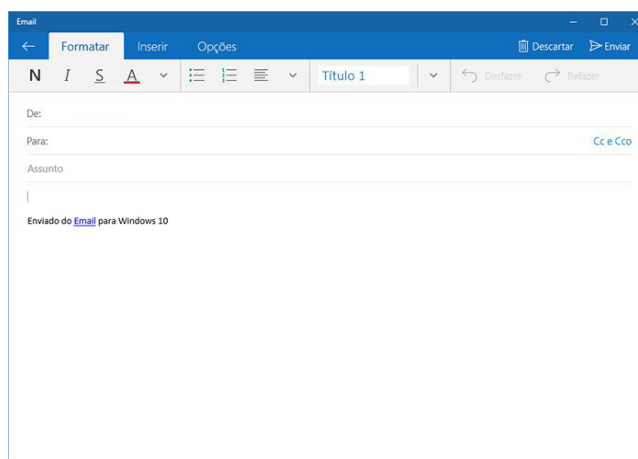 Email
Formatar Inserir Opções Descartar Enviar
N I S A Título 1 Desfazer Refazer
De:
Para: Cc e Cco
Assunto
Enviado do Email para Windows 10